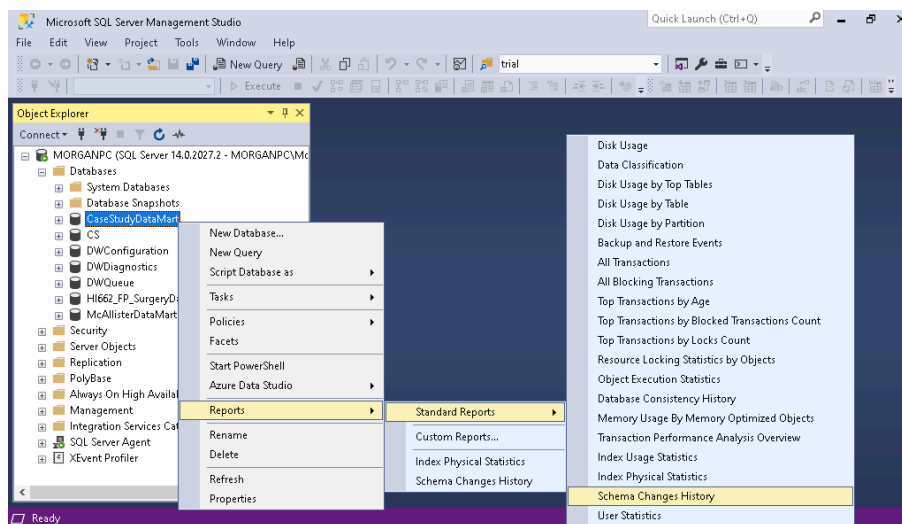 Microsoft SQL Server Management Studio
Quick Launch (Ctrl+Q)
File Edit View Project Tools Window Help
New Query
trial
Execute
Object Explorer
Connect
MORGANPC (SQL Server 14.0.2027.2 - MORGANPC\Mc
Databases
System Databases
Database Snapshots
CaseStudyDataMart
CS
DWConfiguration
DWDiagnostics
DWQueue
HI662_FP_SurgeryDa
McAllisterDataMart
Security
Server Objects
Replication
PolyBase
Always On High Availal
Management
Integration Services Cat
SQL Server Agent
XEvent Profiler
New Database...
New Query
Script Database as
Tasks
Policies
Facets
Start PowerShell
Azure Data Studio
Reports
Rename
Delete
Refresh
Properties
Standard Reports
Custom Reports...
Index Physical Statistics
Schema Changes History
Disk Usage
Data Classification
Disk Usage by Top Tables
Disk Usage by Table
Disk Usage by Partition
Backup and Restore Events
All Transactions
All Blocking Transactions
Top Transactions by Age
Top Transactions by Blocked Transactions Count
Top Transactions by Locks Count
Resource Locking Statistics by Objects
Object Execution Statistics
Database Consistency History
Memory Usage By Memory Optimized Objects
Transaction Performance Analysis Overview
Index Usage Statistics
Index Physical Statistics
Schema Changes History
User Statistics
Ready